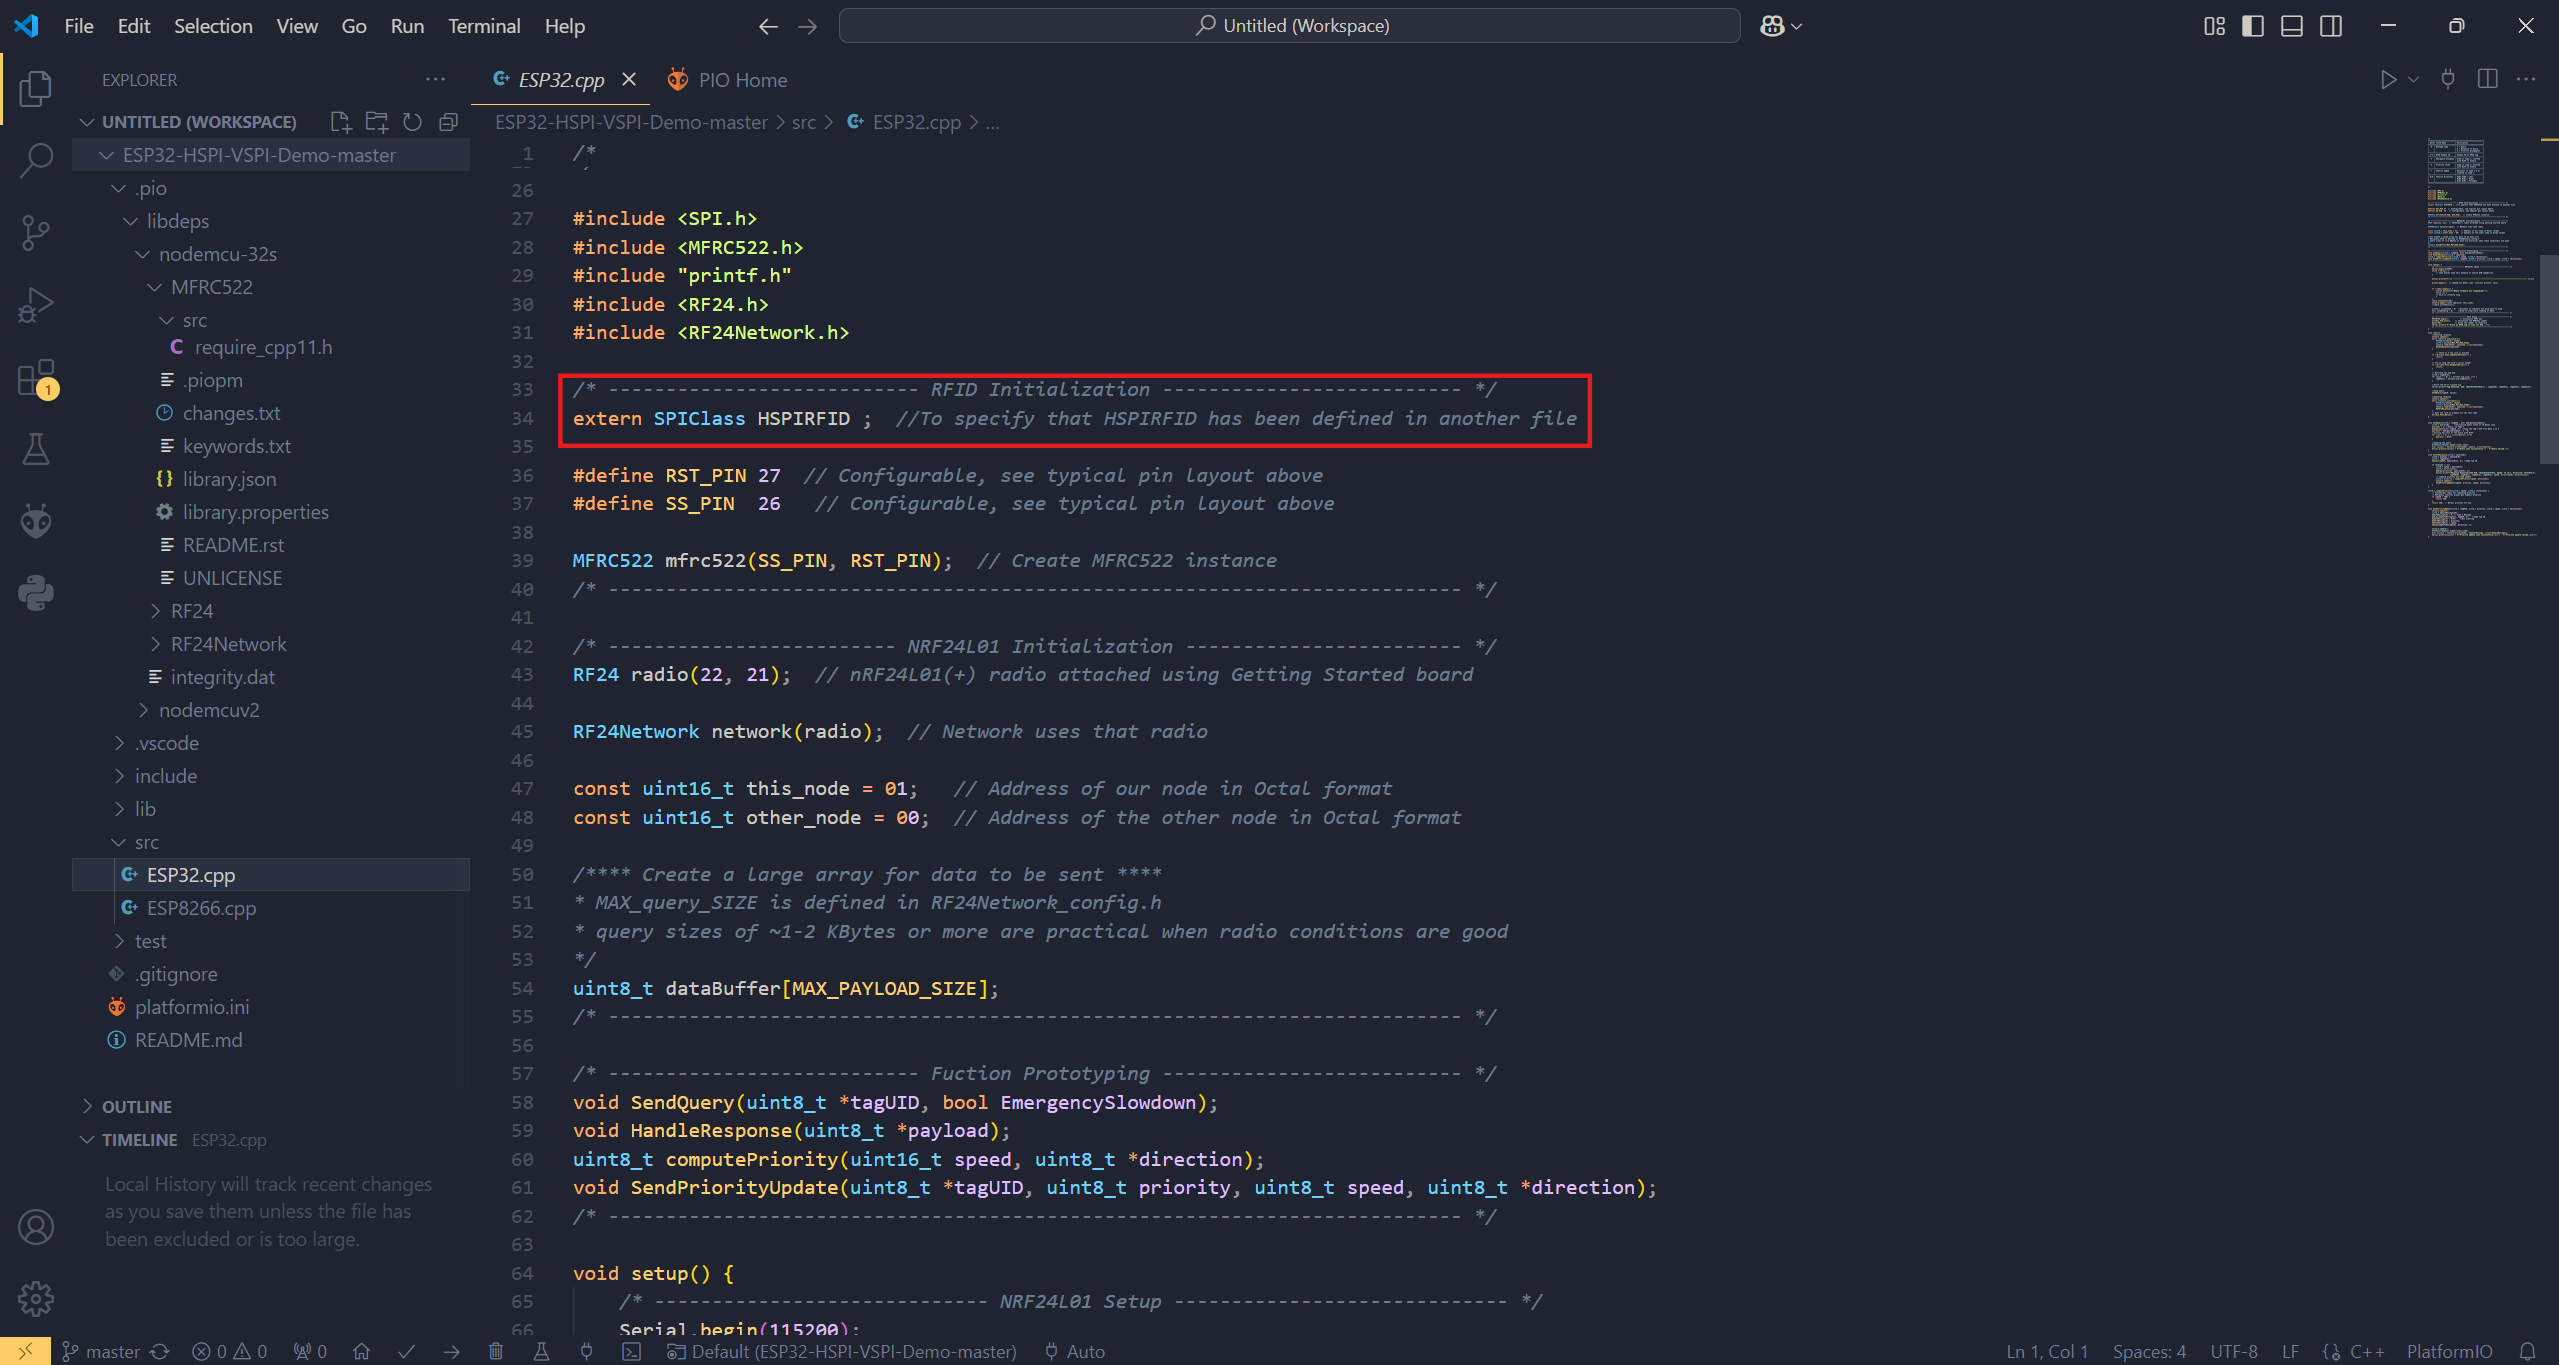 File Edit Selection View Go Run Terminal Help
Untitled (Workspace)
EXPLORER
UNTITLED (WORKSPACE)
ESP32-HSPI-VSPI-Demo-master
.pio
libdeps
nodemcu-32s
MFRC522
src
C require_cpp11.h
.piopm
changes.txt
keywords.txt
{} library.json
library.properties
README.rst
UNLICENSE
RF24
RF24Network
integrity.dat
nodemcuv2
.vscode
include
lib
src
ESP32.cpp
ESP8266.cpp
test
.gitignore
platformio.ini
README.md
OUTLINE
TIMELINE ESP32.cpp
Local History will track recent changes
as you save them unless the file has
been excluded or is too large.
1
ESP32.cpp
PIO Home
ESP32-HSPI-VSPI-Demo-master > src > ESP32.cpp > ...
1 /*
26
27 #include <SPI.h>
28 #include <MFRC522.h>
29 #include "printf.h"
30 #include <RF24.h>
31 #include <RF24Network.h>
32
33 /* --------------------------- RFID Initialization -------------------------- */
34 extern SPIClass HSPIRFID ;  //To specify that HSPIRFID has been defined in another file
35
36 #define RST_PIN 27  // Configurable, see typical pin layout above
37 #define SS_PIN  26   // Configurable, see typical pin layout above
38
39 MFRC522 mfrc522(SS_PIN, RST_PIN);  // Create MFRC522 instance
40 /* -------------------------------------------------------------------------- */
41
42 /* ------------------------- NRF24L01 Initialization ------------------------ */
43 RF24 radio(22, 21);  // nRF24L01(+) radio attached using Getting Started board
44
45 RF24Network network(radio);  // Network uses that radio
46
47 const uint16_t this_node = 01;   // Address of our node in Octal format
48 const uint16_t other_node = 00;  // Address of the other node in Octal format
49
50 /**** Create a large array for data to be sent ****
51 * MAX_query_SIZE is defined in RF24Network_config.h
52 * query sizes of ~1-2 KBytes or more are practical when radio conditions are good
53 */
54 uint8_t dataBuffer[MAX_PAYLOAD_SIZE];
55 /* -------------------------------------------------------------------------- */
56
57 /* --------------------------- Fuction Prototyping -------------------------- */
58 void SendQuery(uint8_t *tagUID, bool EmergencySlowdown);
59 void HandleResponse(uint8_t *payload);
60 uint8_t computePriority(uint16_t speed, uint8_t *direction);
61 void SendPriorityUpdate(uint8_t *tagUID, uint8_t priority, uint8_t speed, uint8_t *direction);
62 /* -------------------------------------------------------------------------- */
63
64 void setup() {
65     /* ----------------------------- NRF24L01 Setup ----------------------------- */
66     Serial.begin(115200);
master 0 0 0 Default (ESP32-HSPI-VSPI-Demo-master) Auto Ln 1, Col 1 Spaces: 4 UTF-8 LF {} C++ PlatformIO